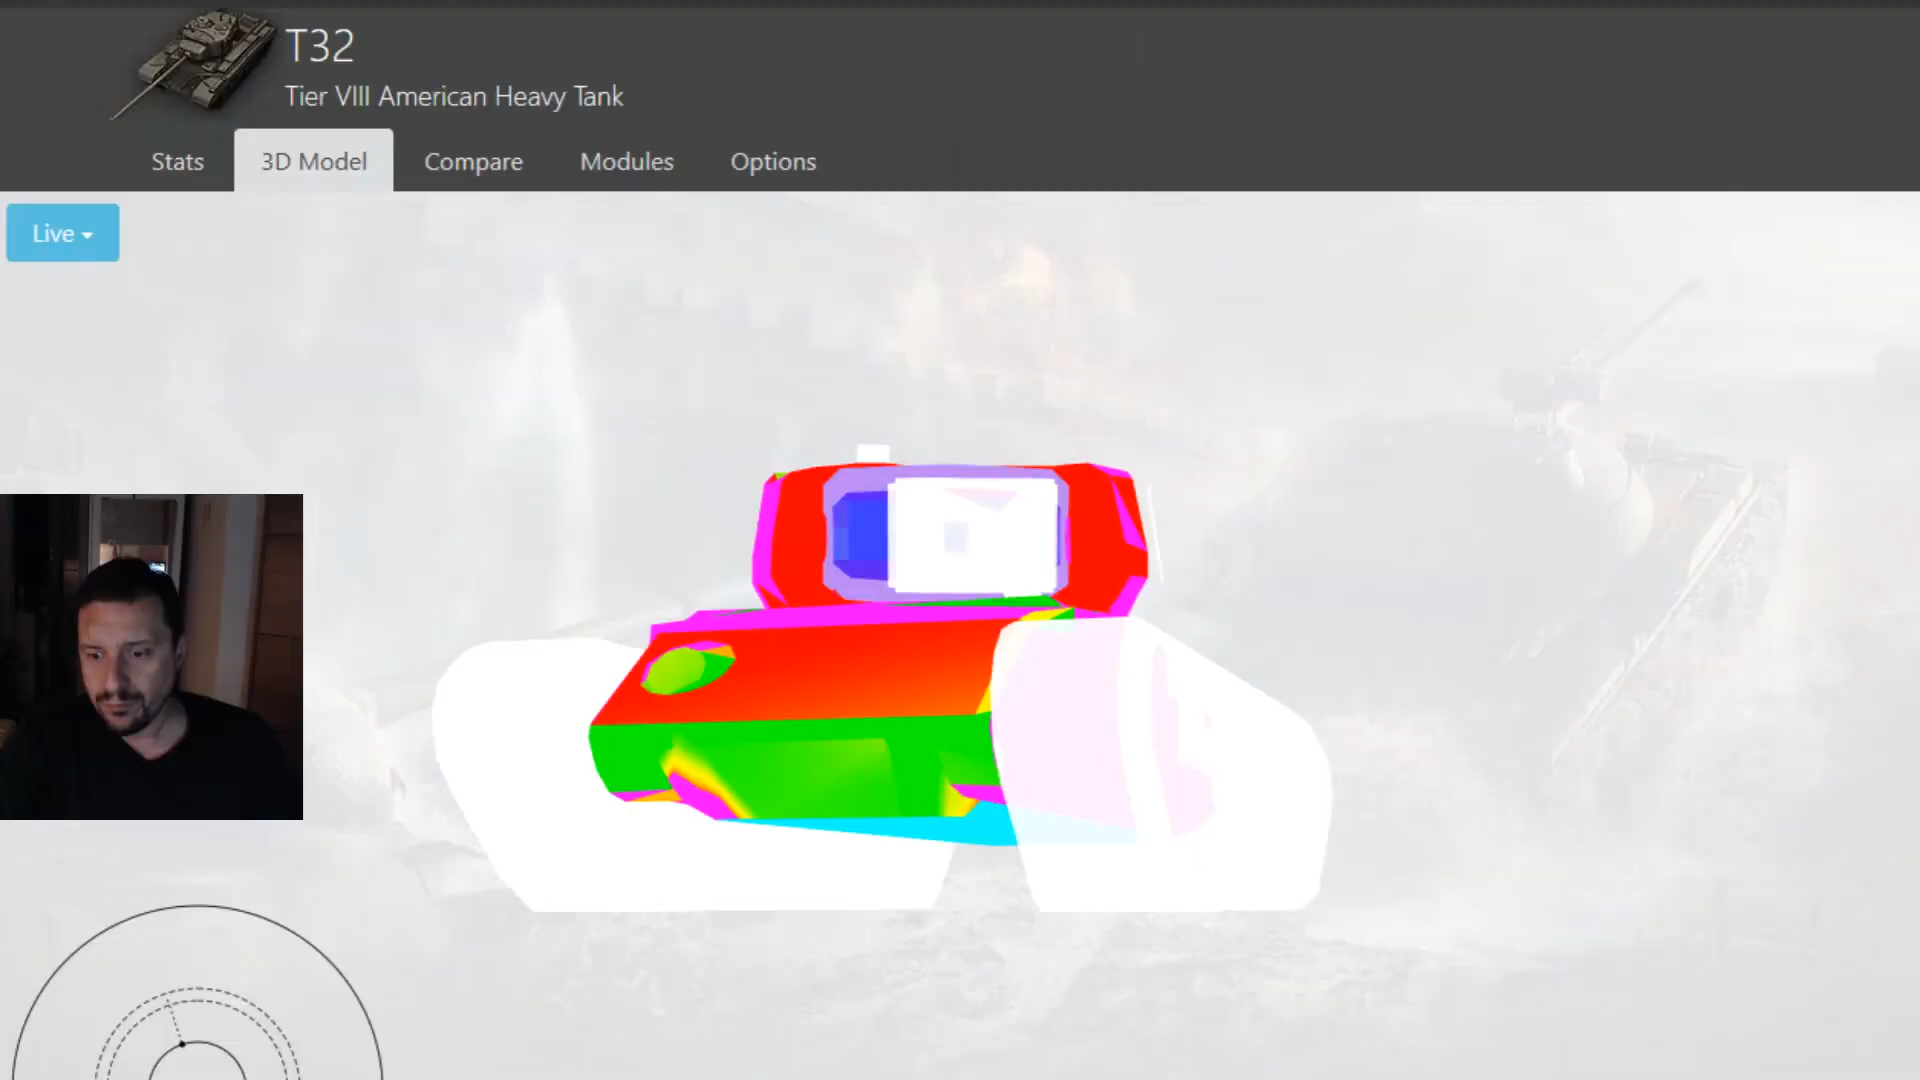 T32
Tier VIII American Heavy Tank
Stats
3D Model
Compare
Modules
Options
Live